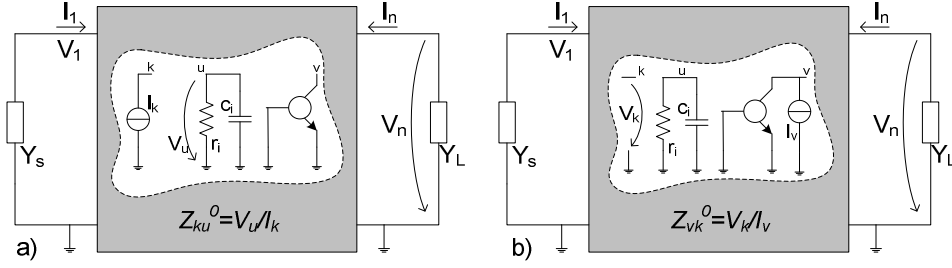 I1
In
V1
k
u
v
Ik
ci
Vu
ri
Ys
Vn
YL
Zku0=Vu/Ik
a)
I1
In
V1
k
u
v
Vk
ci
Iv
ri
Ys
Vn
YL
Zvk0=Vk/Iv
b)